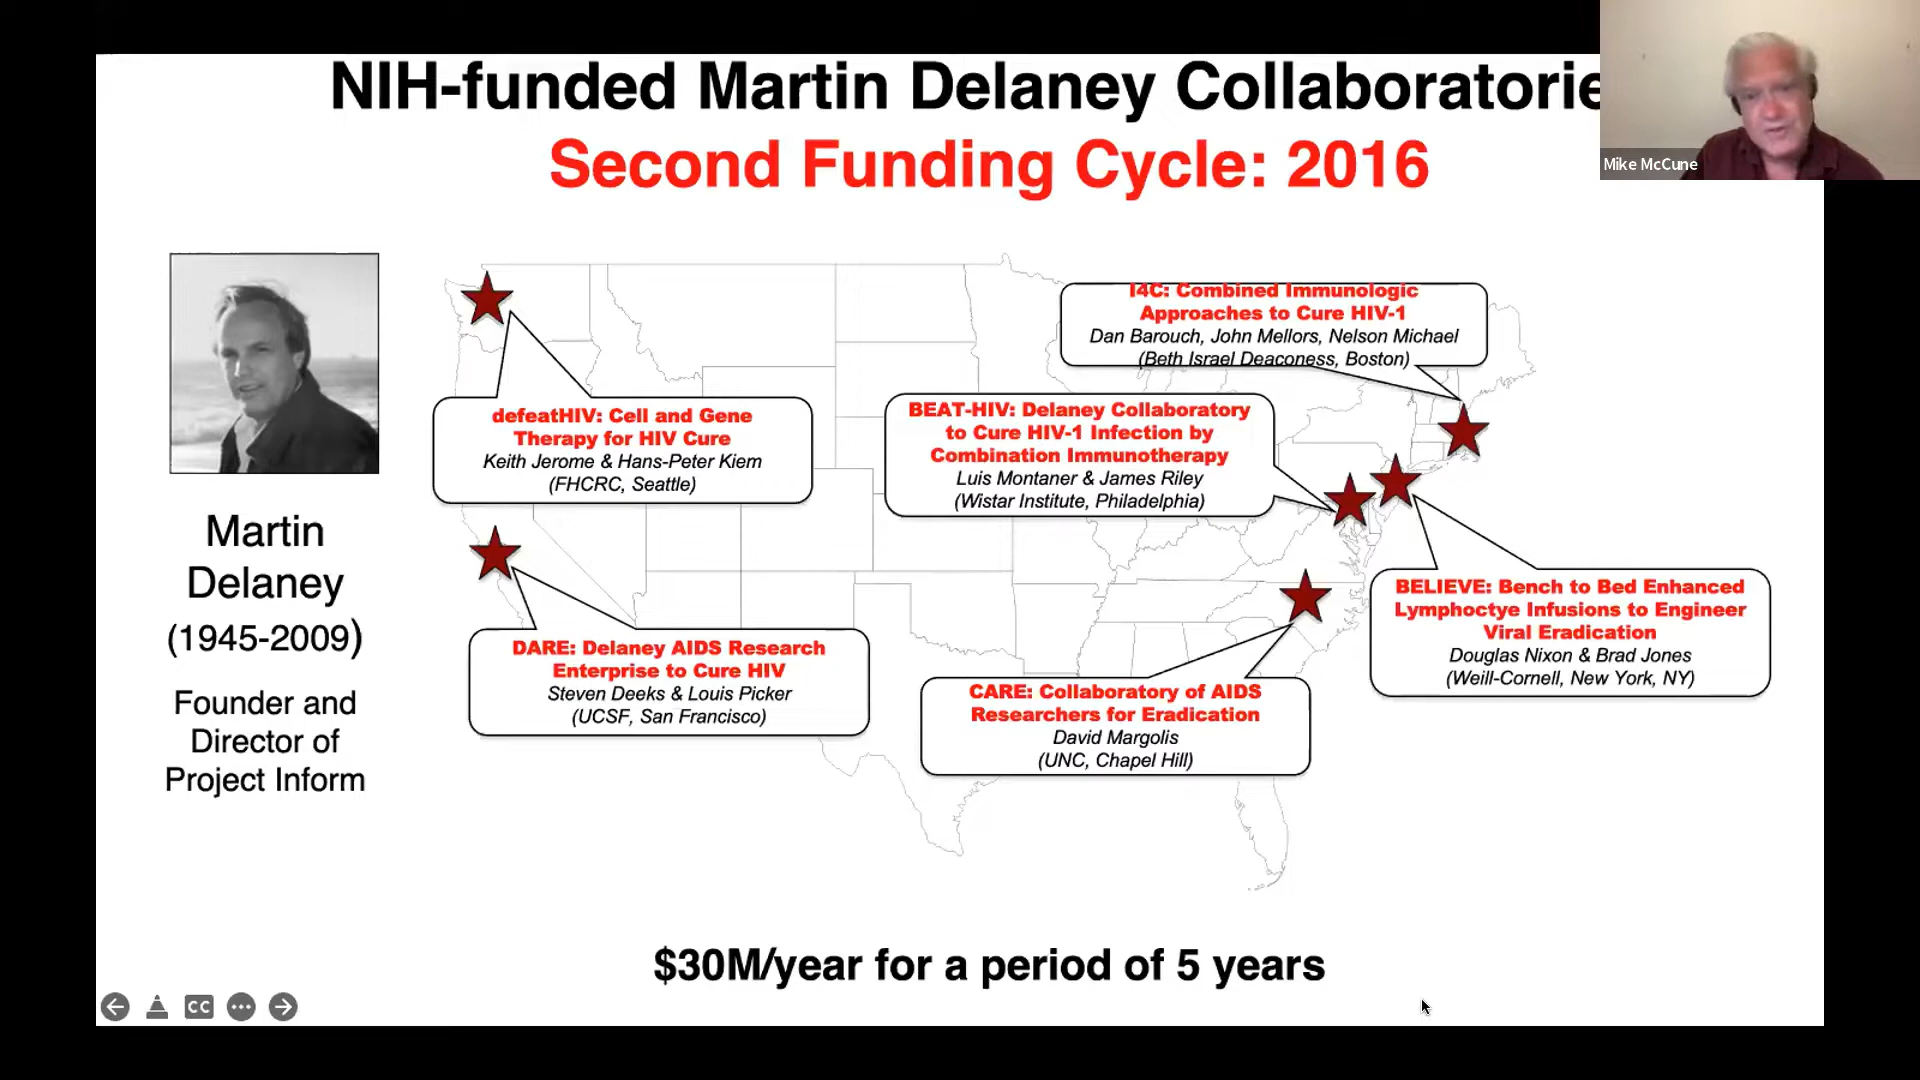 NIH-funded Martin Delaney Collaboratorie
Second Funding Cycle: 2016
Mike McCune
Martin
Delaney
(1945-2009)
Founder and
Director of
Project Inform
defeatHIV: Cell and Gene
Therapy for HIV Cure
Keith Jerome & Hans-Peter Kiem
(FHCRC, Seattle)
DARE: Delaney AIDS Research
Enterprise to Cure HIV
Steven Deeks & Louis Picker
(UCSF, San Francisco)
I4C: Combined Immunologic
Approaches to Cure HIV-1
Dan Barouch, John Mellors, Nelson Michael
(Beth Israel Deaconess, Boston)
BEAT-HIV: Delaney Collaboratory
to Cure HIV-1 Infection by
Combination Immunotherapy
Luis Montaner & James Riley
(Wistar Institute, Philadelphia)
BELIEVE: Bench to Bed Enhanced
Lymphoctye Infusions to Engineer
Viral Eradication
Douglas Nixon & Brad Jones
(Weill-Cornell, New York, NY)
CARE: Collaboratory of AIDS
Researchers for Eradication
David Margolis
(UNC, Chapel Hill)
$30M/year for a period of 5 years
CC